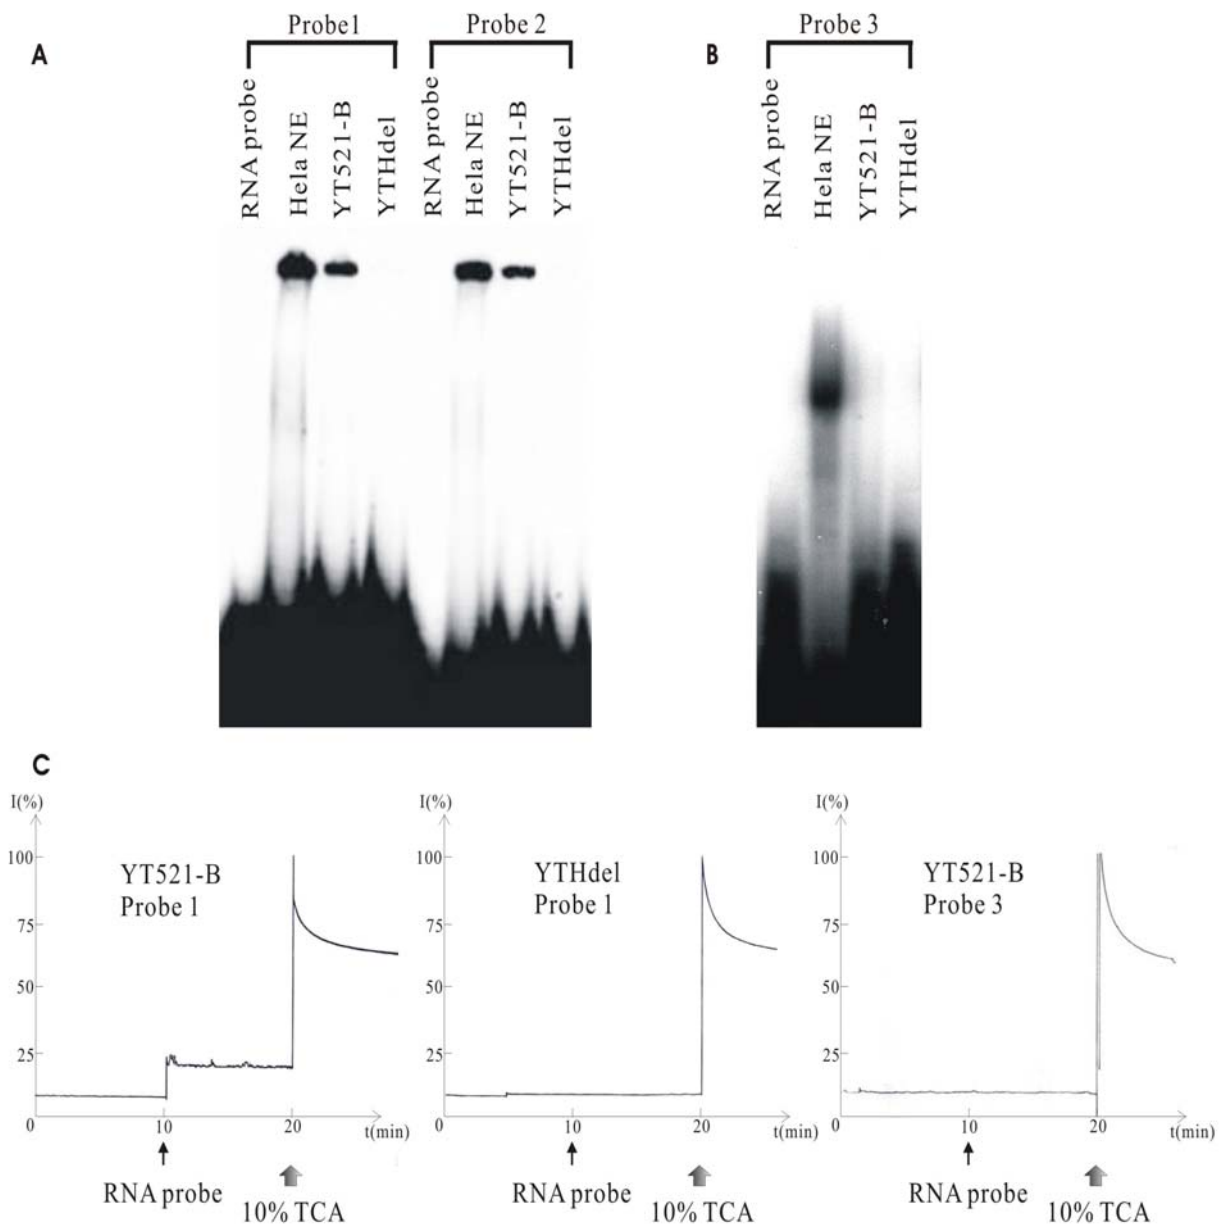 A
Probe1
Probe 2
RNA probe
Hela NE
YT521-B
YTHdel
RNA probe
Hela NE
YT521-B
YTHdel
B
Probe 3
RNA probe
Hela NE
YT521-B
YTHdel
C
I(%)
100
75
50
25
0
10
20
t(min)
YT521-B
Probe 1
RNA probe
10% TCA
I(%)
100
75
50
25
0
10
20
t(min)
YTHdel
Probe 1
RNA probe
10% TCA
I(%)
100
75
50
25
0
10
20
t(min)
YT521-B
Probe 3
RNA probe
10% TCA